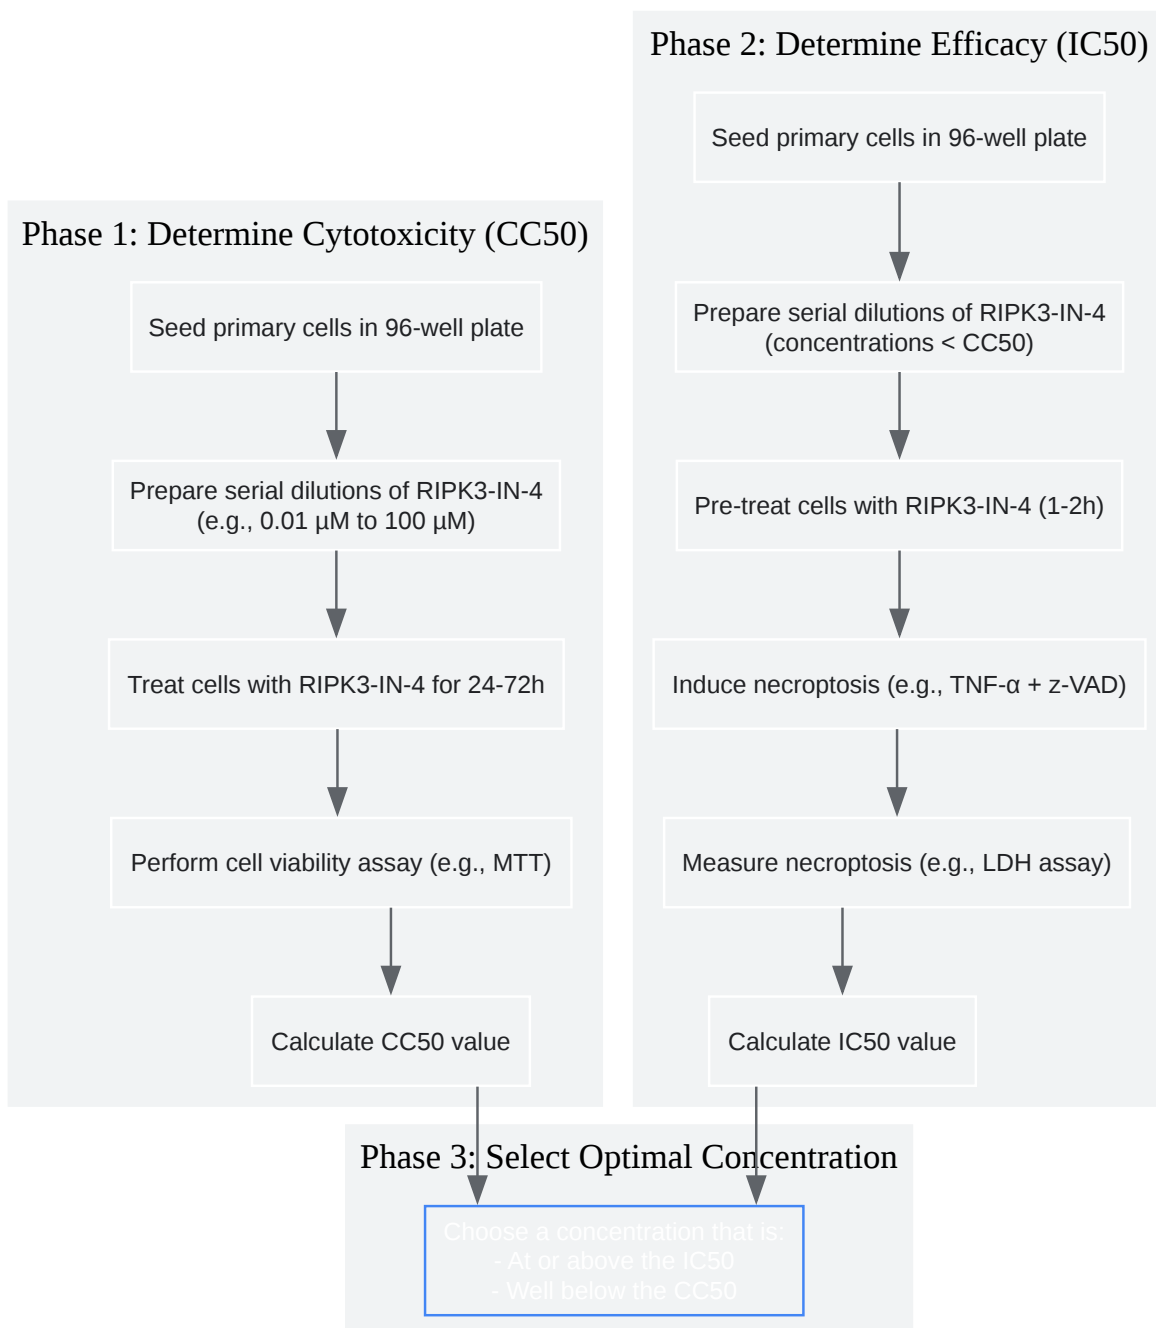 Phase 1: Determine Cytotoxicity (CC50)
Seed primary cells in 96-well plate
Prepare serial dilutions of RIPK3-IN-4
(e.g., 0.01 µM to 100 µM)
Treat cells with RIPK3-IN-4 for 24-72h
Perform cell viability assay (e.g., MTT)
Calculate CC50 value
Phase 2: Determine Efficacy (IC50)
Seed primary cells in 96-well plate
Prepare serial dilutions of RIPK3-IN-4
(concentrations < CC50)
Pre-treat cells with RIPK3-IN-4 (1-2h)
Induce necroptosis (e.g., TNF-α + z-VAD)
Measure necroptosis (e.g., LDH assay)
Calculate IC50 value
Phase 3: Select Optimal Concentration
Choose a concentration that is:
- At or above the IC50
- Well below the CC50